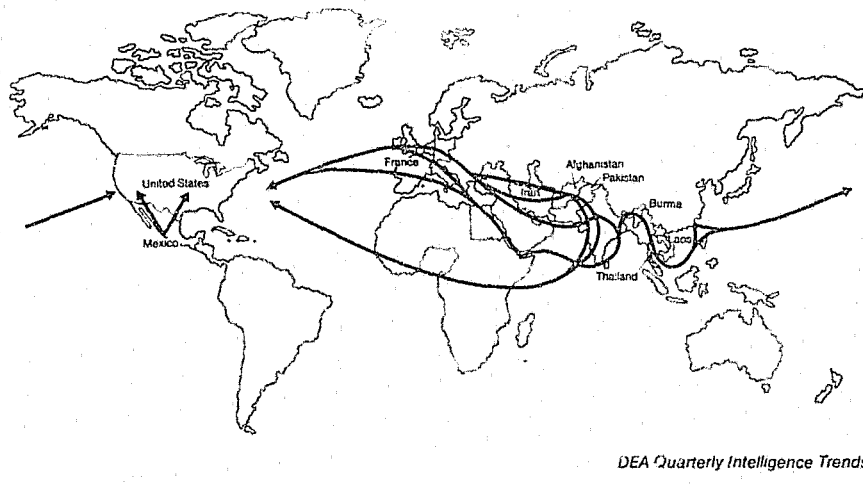 France
Afghanistan
Pakistan
Iran
United States
Burma
Mexico
Laos
Thailand
DEA Quarterly Intelligence Trends